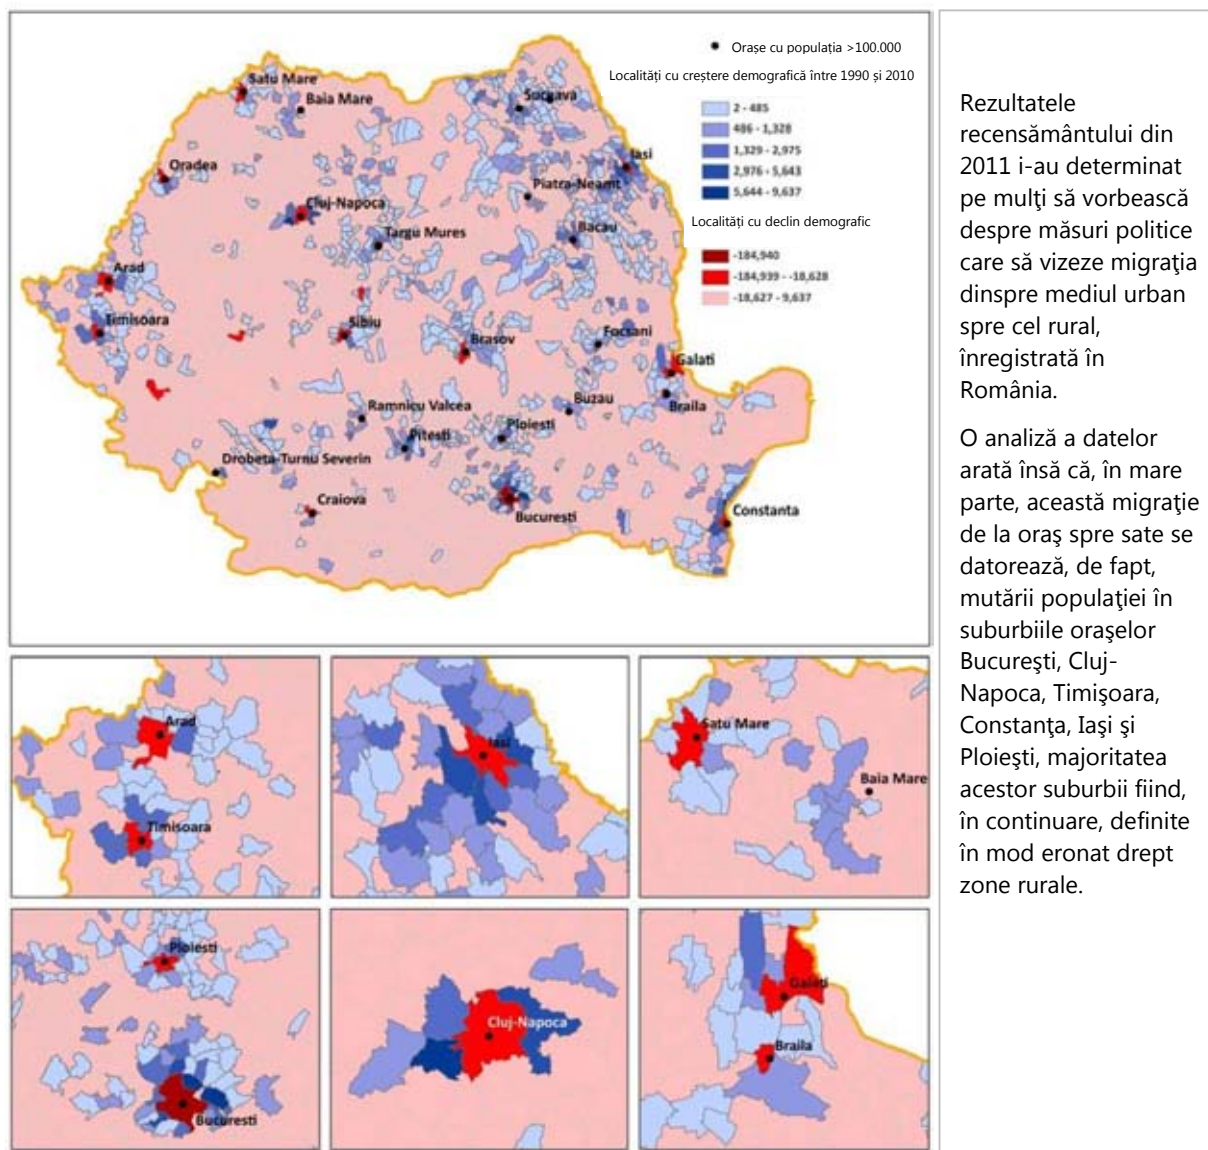 Orașe cu populația >100.000
Localități cu creștere demografică între 1990 și 2010
2 - 485
486 - 1,328
1,329 - 2,975
2,976 - 5,643
5,644 - 9,637
Localități cu declin demografic
-184,940
-184,939 - -18,628
-18,627 - 9,637
Satu Mare
Baia Mare
Suceava
Oradea
Iasi
Piatra-Neamt
Cluj-Napoca
Targu Mures
Bacau
Arad
Timisoara
Sibiu
Brasov
Focsani
Galati
Braila
Ramnicu Valcea
Buzau
Pitesti
Ploiesti
Drobeta-Turnu Severin
Craiova
Bucureşti
Constanta
Arad
Timisoara
Iasi
Satu Mare
Baia Mare
Ploiesti
Bucuresti
Cluj-Napoca
Galati
Braila
Rezultatele
recensământului din
2011 i-au determinat
pe mulţi să vorbească
despre măsuri politice
care să vizeze migraţia
dinspre mediul urban
spre cel rural,
înregistrată în
România.
O analiză a datelor
arată însă că, în mare
parte, această migraţie
de la oraş spre sate se
datorează, de fapt,
mutării populaţiei în
suburbiile oraşelor
Bucureşti, Cluj-
Napoca, Timişoara,
Constanţa, Iaşi şi
Ploieşti, majoritatea
acestor suburbii fiind,
în continuare, definite
în mod eronat drept
zone rurale.